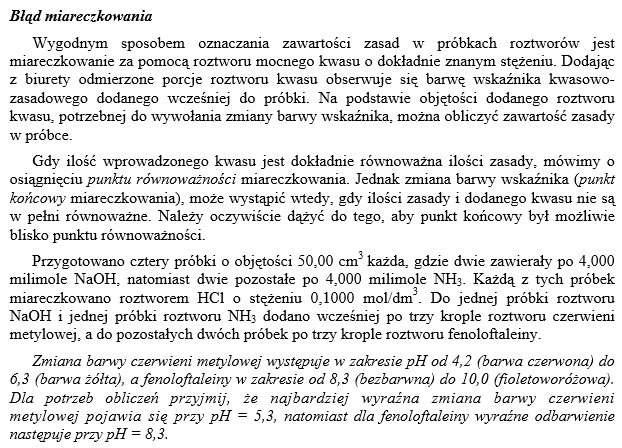 Błąd miareczkowania
Wygodnym sposobem oznaczania zawartości zasad w próbkach roztworów jest
miareczkowanie za pomocą roztworu mocnego kwasu o dokładnie znanym stężeniu. Dodając
z biurety odmierzone porcje roztworu kwasu obserwuje się barwę wskaźnika kwasowo-
zasadowego dodanego wcześniej do próbki. Na podstawie objętości dodanego roztworu
kwasu, potrzebnej do wywołania zmiany barwy wskaźnika, można obliczyć zawartość zasady
w próbce.
Gdy ilość wprowadzonego kwasu jest dokładnie równoważna ilości zasady, mówimy o
osiągnięciu punktu równoważności miareczkowania. Jednak zmiana barwy wskaźnika (punkt
końcowy miareczkowania), może wystąpić wtedy, gdy ilości zasady i dodanego kwasu nie są
w pełni równoważne. Należy oczywiście dążyć do tego, aby punkt końcowy był możliwie
blisko punktu równoważności.
Przygotowano cztery próbki o objętości 50,00 cm³ każda, gdzie dwie zawierały po 4,000
milimole NaOH, natomiast dwie pozostałe po 4,000 milimole NH₃. Każdą z tych próbek
miareczkowano roztworem HCl o stężeniu 0,1000 mol/dm³. Do jednej próbki roztworu
NaOH i jednej próbki roztworu NH₃ dodano wcześniej po trzy krople roztworu czerwieni
metylowej, a do pozostałych dwóch próbek po trzy krople roztworu fenoloftaleiny.
Zmiana barwy czerwieni metylowej występuje w zakresie pH od 4,2 (barwa czerwona) do
6,3 (barwa żółta), a fenoloftaleiny w zakresie od 8,3 (bezbarwna) do 10,0 (fioletoworóżowa).
Dla potrzeb obliczeń przyjmij, że najbardziej wyraźna zmiana barwy czerwieni
metylowej pojawia się przy pH = 5,3, natomiast dla fenoloftaleiny wyraźne odbarwienie
następuje przy pH = 8,3.